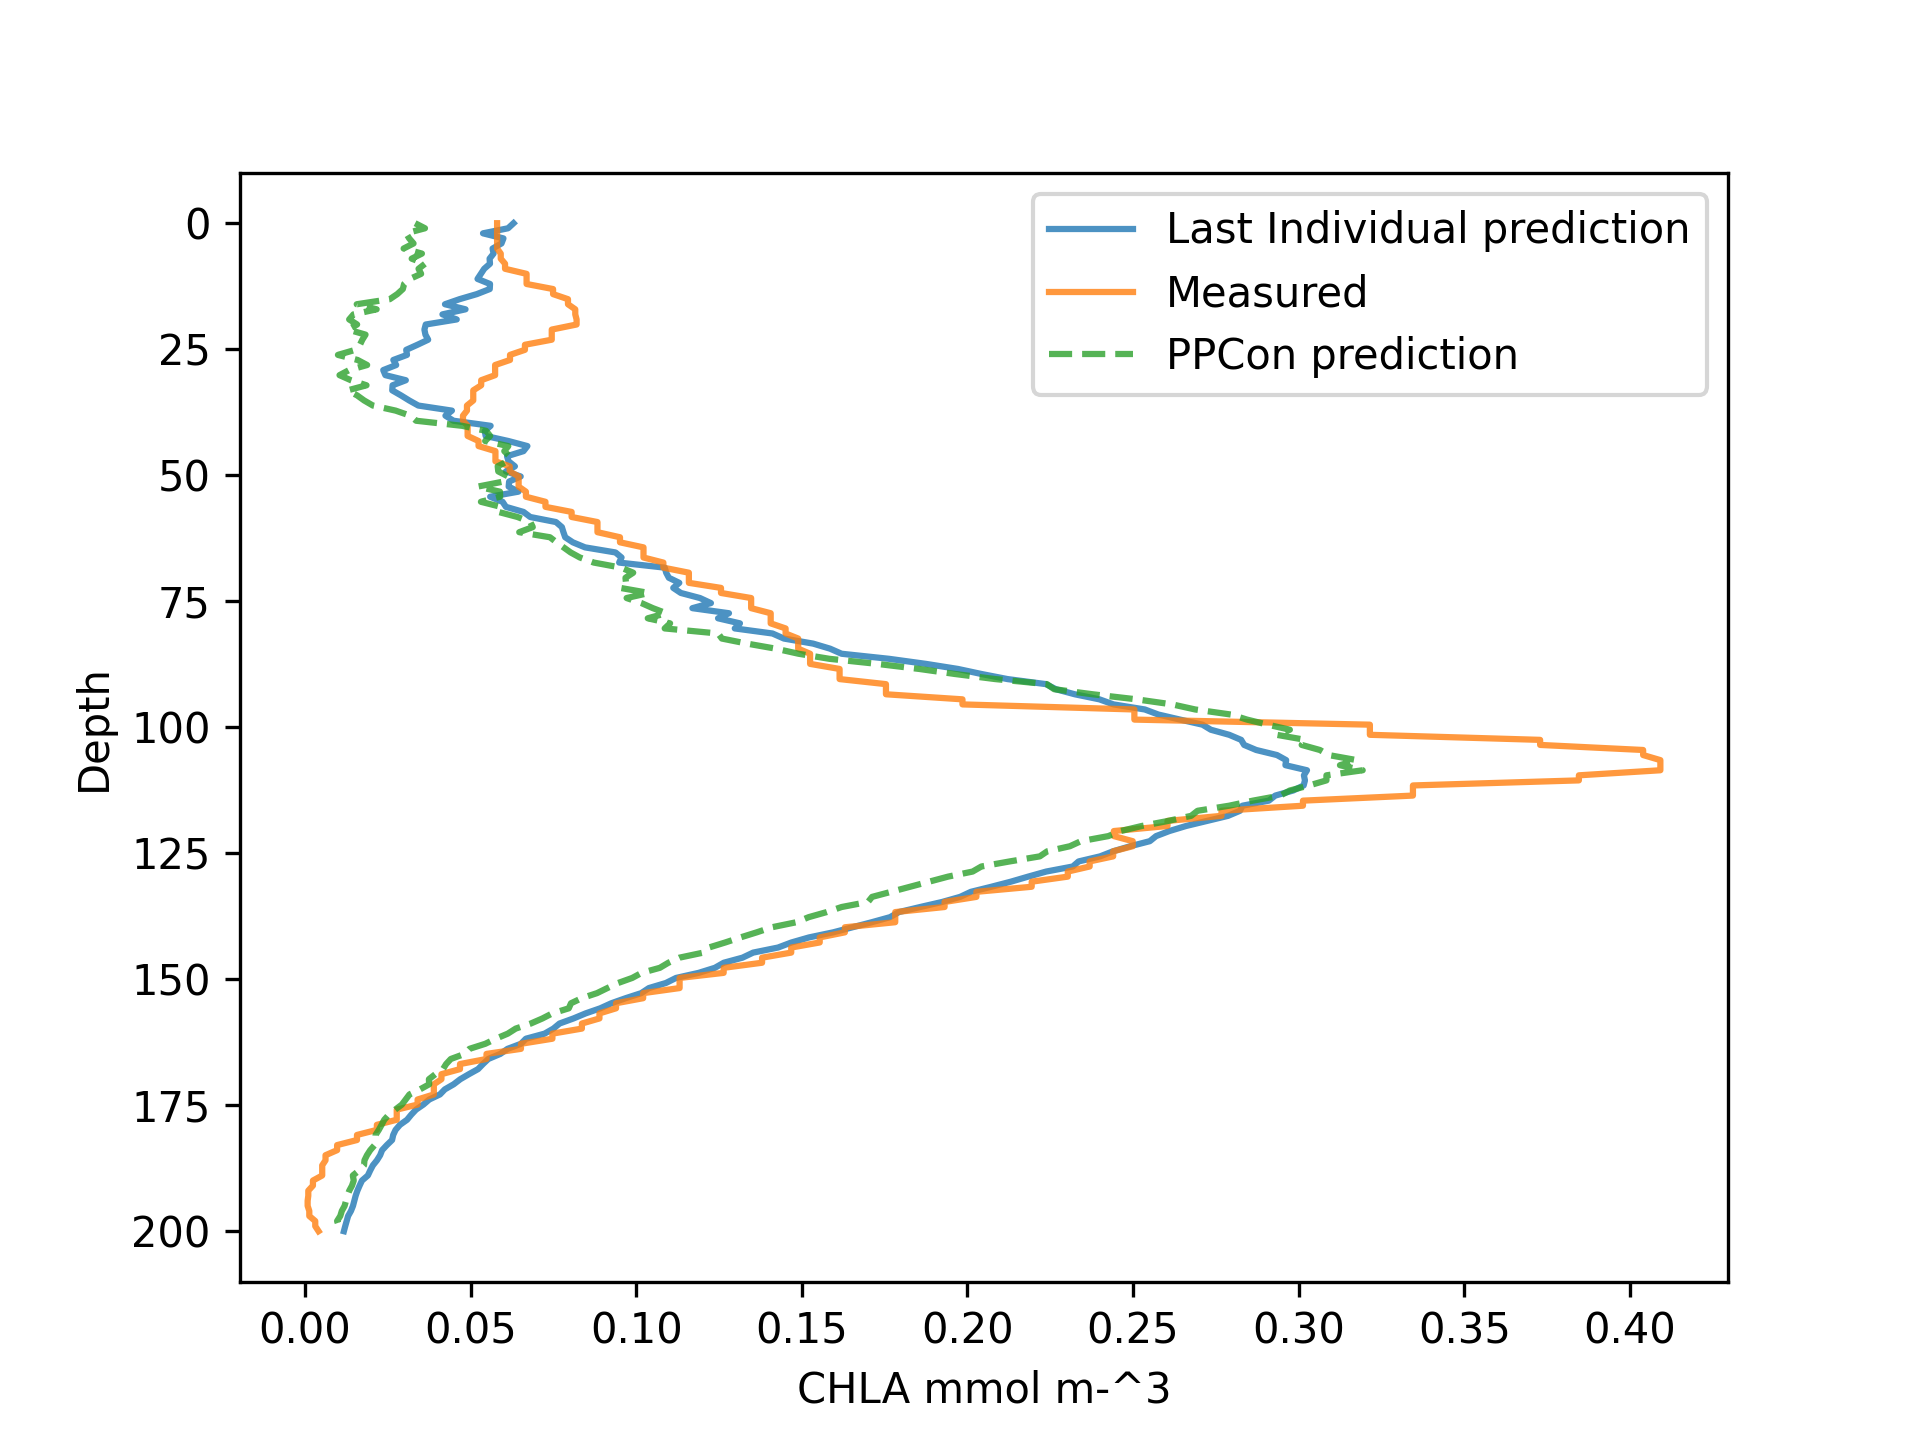 Last Individual prediction
Measured
PPCon prediction
0
25
50
75
100
125
150
175
200
Depth
0.00 0.05 0.10 0.15 0.20 0.25 0.30 0.35 0.40
CHLA mmol m-^3